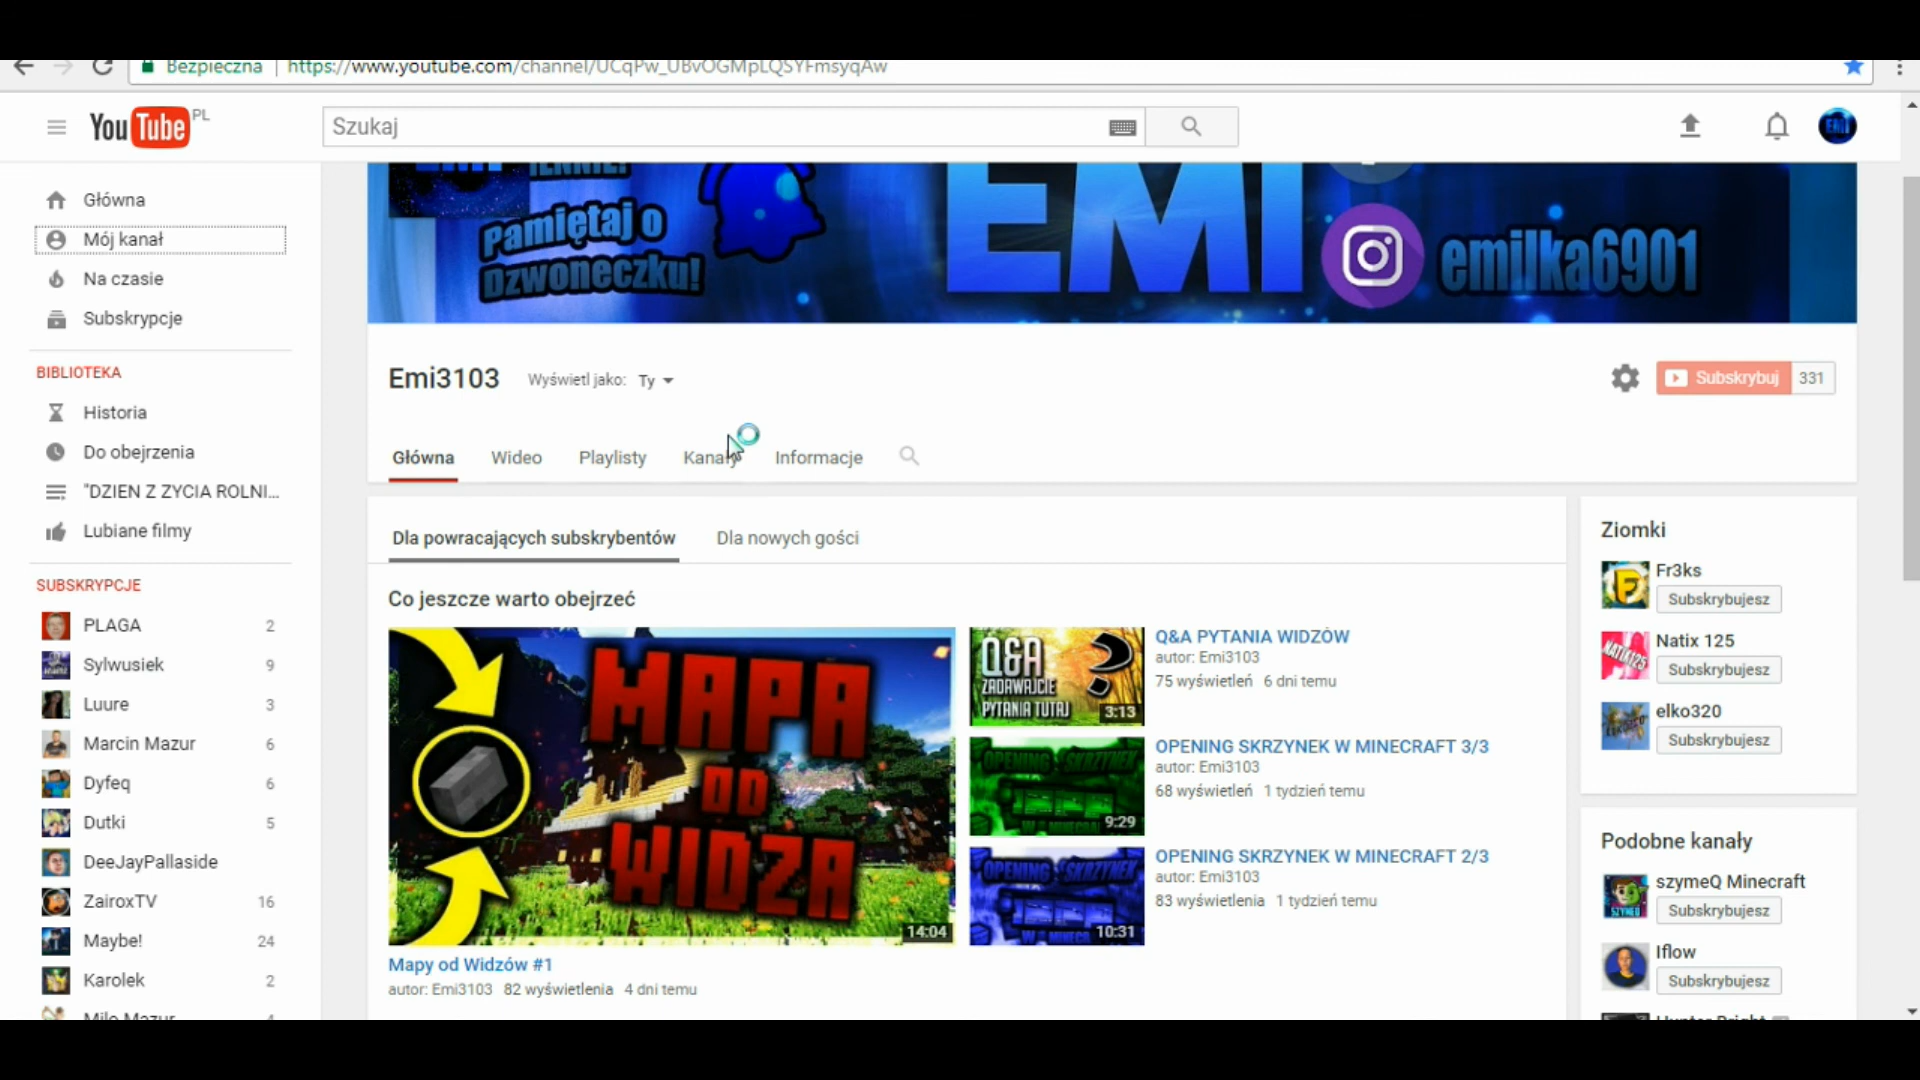 Bezpieczna
https://www.youtube.com/channel/UCqPw_UBvOGMpLQSYFmsyqAw
YouTube PL
Szukaj
EMI
Główna
Mój kanał
Na czasie
Subskrypcje
BIBLIOTEKA
Historia
Do obejrzenia
"DZIEN Z ZYCIA ROLNI...
Lubiane filmy
SUBSKRYPCJE
PLAGA 2
Sylwusiek 9
Luure 3
Marcin Mazur 6
Dyfeq 6
Dutki 5
DeeJayPallaside
ZairoxTV 16
Maybe! 24
Karolek 2
Pamiętaj o
Dzwoneczku!
EMI
emilka6901
Emi3103
Wyświetl jako: Ty
Subskrybuj 331
Główna
Wideo
Playlisty
Kanały
Informacje
Dla powracających subskrybentów
Dla nowych gości
Co jeszcze warto obejrzeć
MAPA
OD
WIDZA
14:04
Mapy od Widzów #1
autor: Emi3103 82 wyświetlenia 4 dni temu
Q&A
ZADAWAJCIE
PYTANIA TUTAJ
?
3:13
Q&A PYTANIA WIDZÓW
autor: Emi3103
75 wyświetleń 6 dni temu
OPENING SKRZYNEK
9:29
OPENING SKRZYNEK W MINECRAFT 3/3
autor: Emi3103
68 wyświetleń 1 tydzień temu
OPENING SKRZYNEK
10:31
OPENING SKRZYNEK W MINECRAFT 2/3
autor: Emi3103
83 wyświetlenia 1 tydzień temu
Ziomki
Fr3ks
Subskrybujesz
NATIX125
Natix 125
Subskrybujesz
elko320
Subskrybujesz
Podobne kanały
SZYMEQ
szymeQ Minecraft
Subskrybujesz
Iflow
Subskrybujesz